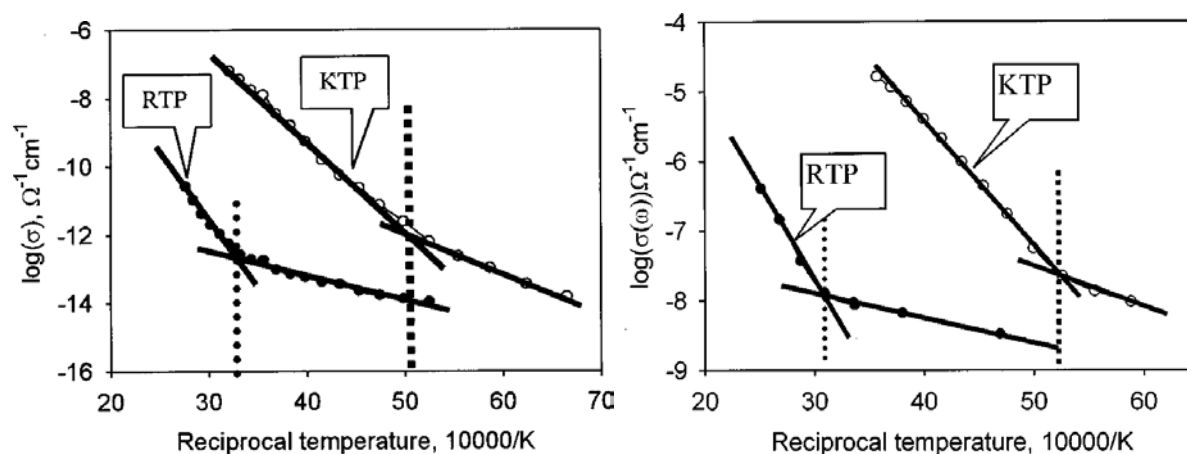 -6
-8
-10
-12
-14
-16
log(σ), Ω⁻¹cm⁻¹
RTP
KTP
20 30 40 50 60 70
Reciprocal temperature, 10000/K
-4
-5
-6
-7
-8
-9
log(σ(ω))Ω⁻¹cm⁻¹
KTP
RTP
20 30 40 50 60
Reciprocal temperature, 10000/K